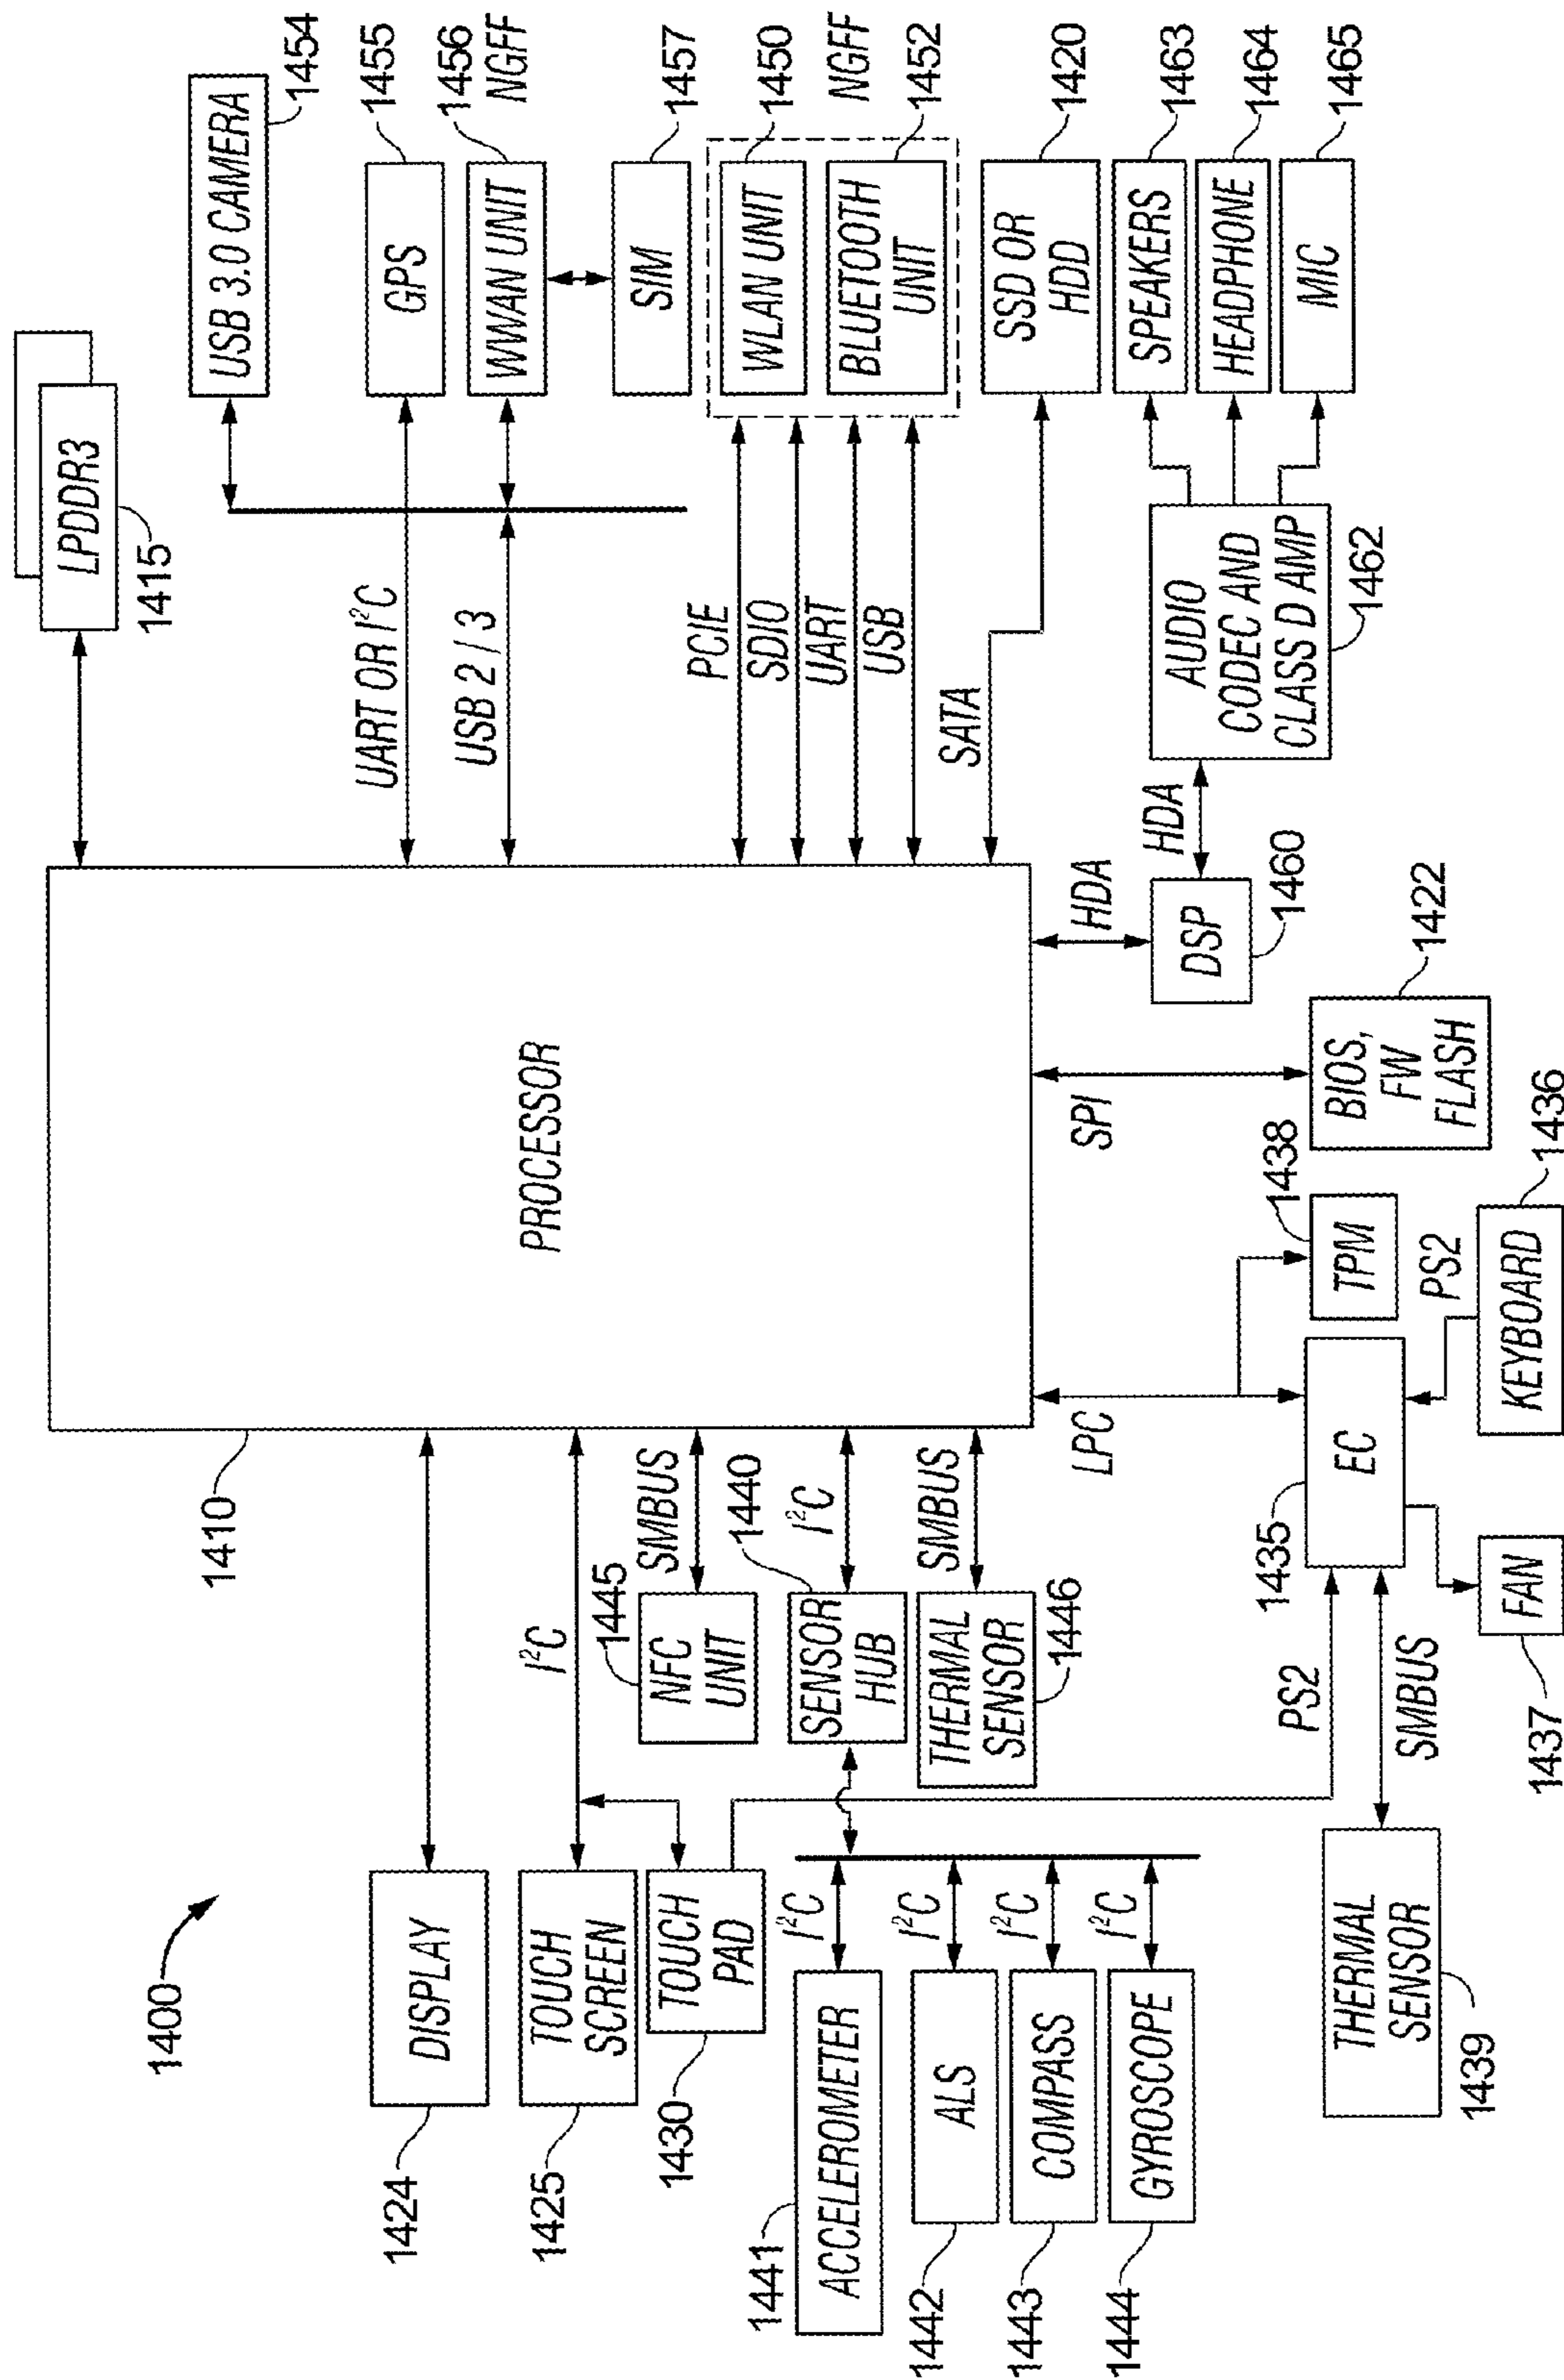 1400
LPDDR3
1415
USB 3.0 CAMERA
1454
DISPLAY
1424
1410
PROCESSOR
UART OR I²C
GPS
1455
USB 2 / 3
WWAN UNIT
1456
NGFF
SIM
1457
TOUCH
SCREEN
1425
I²C
TOUCH
PAD
1430
1445
NFC
UNIT
SMBUS
1440
SENSOR
HUB
I²C
THERMAL
SENSOR
1446
SMBUS
PCIE
SDIO
UART
USB
WLAN UNIT
1450
NGFF
BLUETOOTH
UNIT
1452
SATA
SSD OR
HDD
1420
1441
ACCELEROMETER
I²C
1442
ALS
I²C
1443
COMPASS
I²C
1444
GYROSCOPE
I²C
LPC
SPI
HDA
DSP
1460
HDA
AUDIO
CODEC AND
CLASS D AMP
1462
SPEAKERS
1463
HEADPHONE
1464
MIC
1465
PS2
1435
EC
TPM
1438
BIOS,
FW
FLASH
1422
THERMAL
SENSOR
1439
SMBUS
PS2
FAN
1437
KEYBOARD
1436